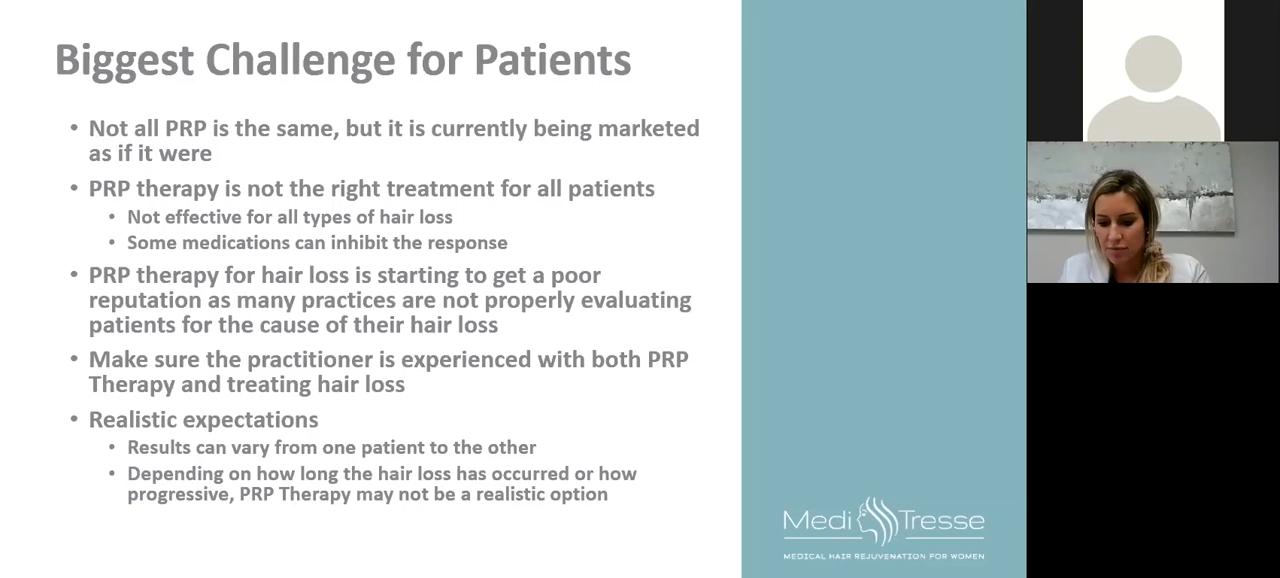 Biggest Challenge for Patients
• Not all PRP is the same, but it is currently being marketed
as if it were
• PRP therapy is not the right treatment for all patients
• Not effective for all types of hair loss
• Some medications can inhibit the response
• PRP therapy for hair loss is starting to get a poor
reputation as many practices are not properly evaluating
patients for the cause of their hair loss
• Make sure the practitioner is experienced with both PRP
Therapy and treating hair loss
• Realistic expectations
• Results can vary from one patient to the other
• Depending on how long the hair loss has occurred or how
progressive, PRP Therapy may not be a realistic option
Medi Tresse
MEDICAL HAIR REJUVENATION FOR WOMEN